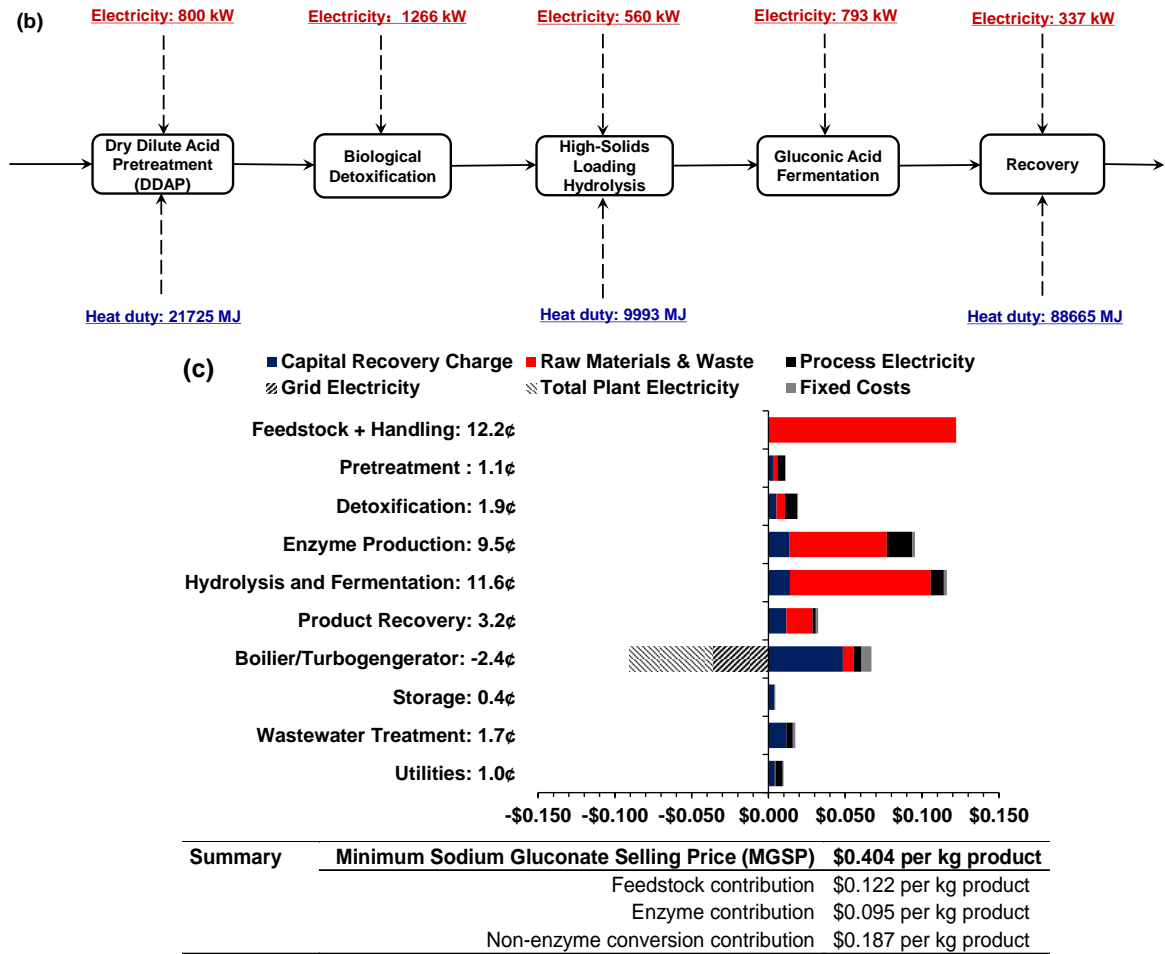 (b)
Electricity: 800 kW
Electricity: 1266 kW
Electricity: 560 kW
Electricity: 793 kW
Electricity: 337 kW
Dry Dilute Acid
Pretreatment
(DDAP)
Biological
Detoxification
High-Solids
Loading
Hydrolysis
Gluconic Acid
Fermentation
Recovery
Heat duty: 21725 MJ
Heat duty: 9993 MJ
Heat duty: 88665 MJ
(c)
Capital Recovery Charge
Raw Materials & Waste
Process Electricity
Grid Electricity
Total Plant Electricity
Fixed Costs
Feedstock + Handling: 12.2¢
Pretreatment : 1.1¢
Detoxification: 1.9¢
Enzyme Production: 9.5¢
Hydrolysis and Fermentation: 11.6¢
Product Recovery: 3.2¢
Boilier/Turbogengerator: -2.4¢
Storage: 0.4¢
Wastewater Treatment: 1.7¢
Utilities: 1.0¢
-$0.150 -$0.100 -$0.050 $0.000 $0.050 $0.100 $0.150
Summary Minimum Sodium Gluconate Selling Price (MGSP) $0.404 per kg product
Feedstock contribution $0.122 per kg product
Enzyme contribution $0.095 per kg product
Non-enzyme conversion contribution $0.187 per kg product